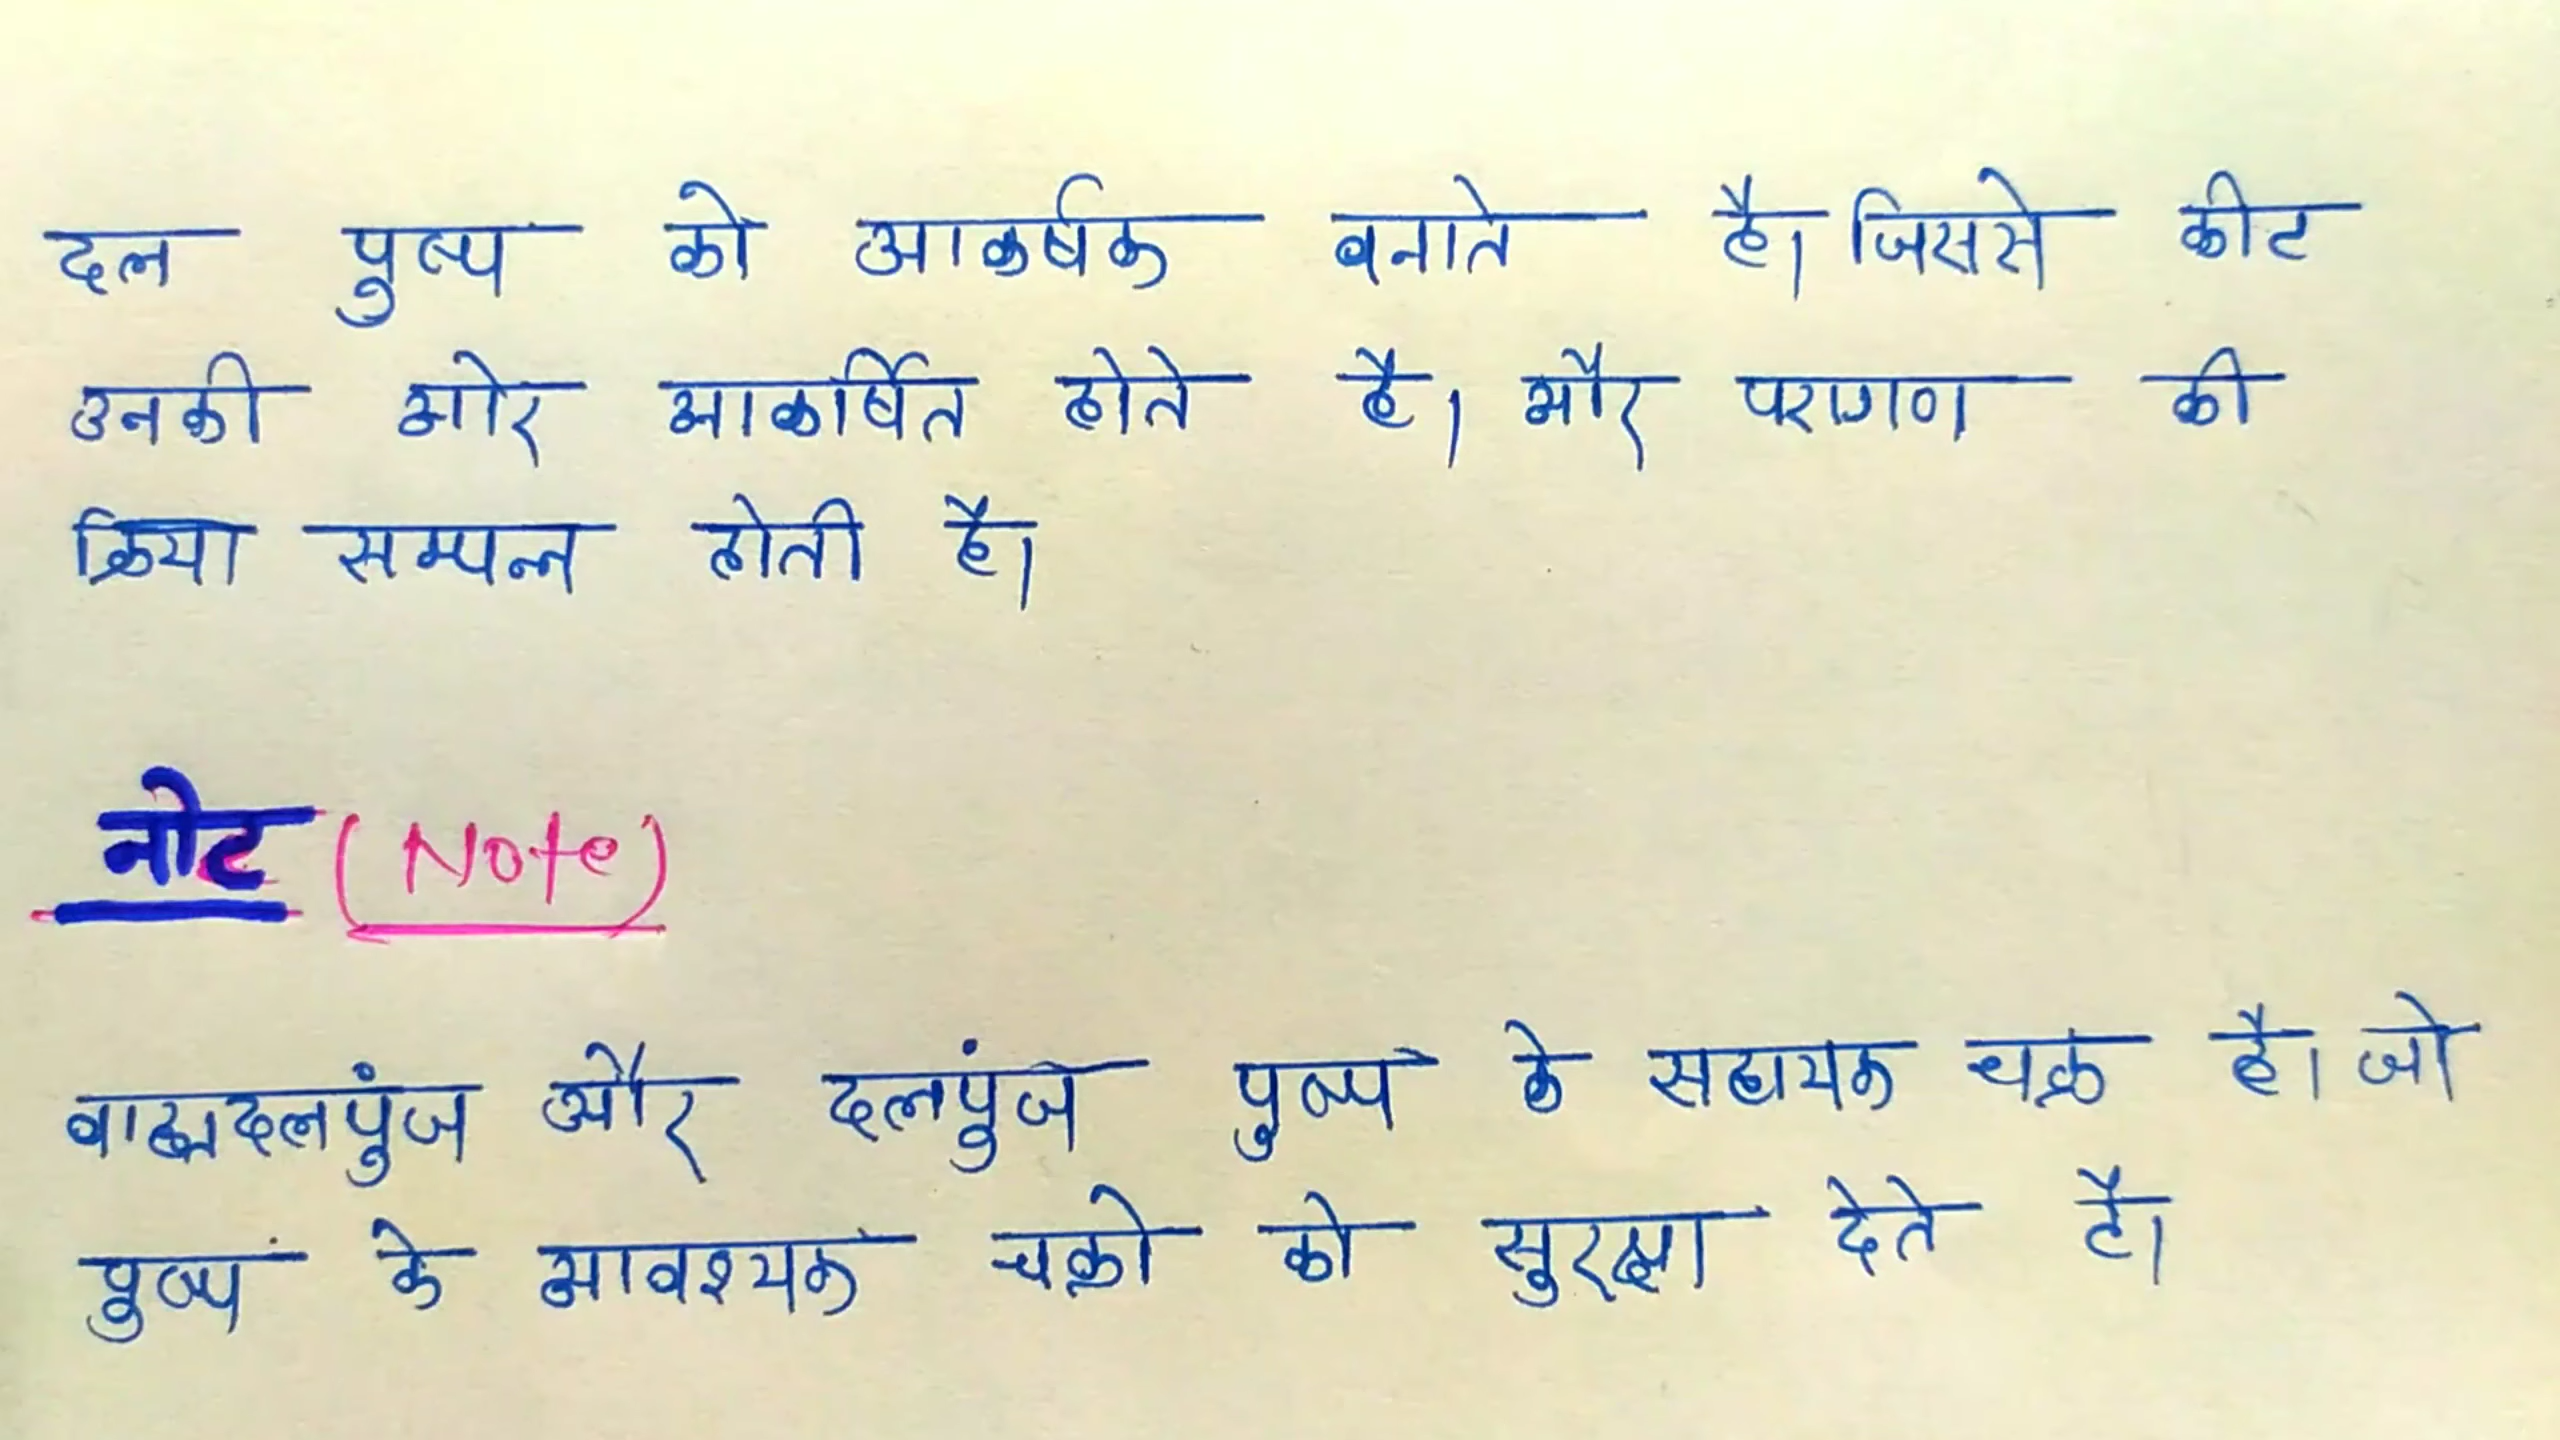 दल पुष्प को आकर्षक बनाते है। जिससे कीट
उनकी ओर आकर्षित होते है। और परागण की
क्रिया सम्पन्न होती है।
नोट (Note)
वाह्यदलपुंज और दलपुंज पुष्प के सहायक चक्र है। जो
पुष्प के आवश्यक चक्रो को सुरक्षा देते है।